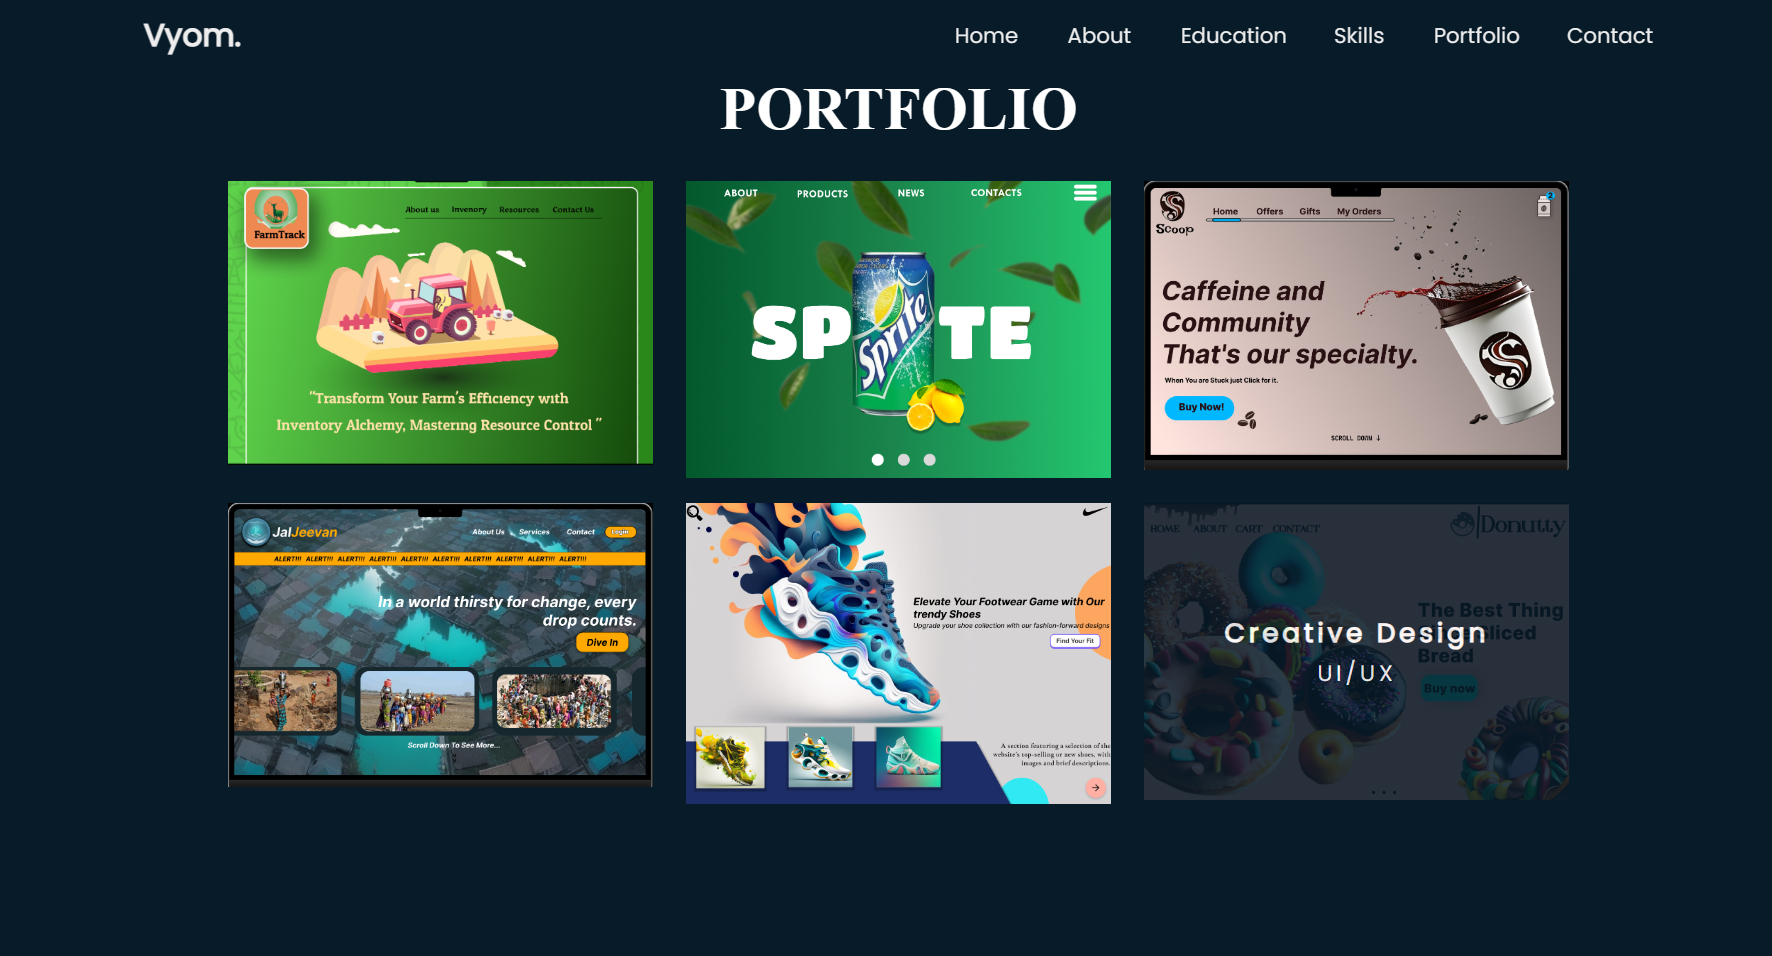 Vyom.
Home About Education Skills Portfolio Contact
PORTFOLIO
FarmTrack
About us Invenory Resources Contact Us
"Transform Your Farm's Efficiency with
Inventory Alchemy, Mastering Resource Control "
ABOUT PRODUCTS NEWS CONTACTS
SP Sprite TE
Scoop
Home Offers Gifts My Orders
2
Caffeine and
Community
That's our specialty.
When You are Stuck just Click for it.
Buy Now!
SCROLL DOWN ↓
JalJeevan
About Us Services Contact Login
ALERT!!! ALERT!!! ALERT!!! ALERT!!! ALERT!!! ALERT!!! ALERT!!! ALERT!!! ALERT!!! ALERT!!!
In a world thirsty for change, every
drop counts.
Dive In
Scroll Down To See More...
Elevate Your Footwear Game with Our
trendy Shoes
Upgrade your shoe collection with our fashion-forward designs
Find Your Fit
A section featuring a selection of the
website's top-selling or new shoes, with
images and brief descriptions.
HOME ABOUT CART CONTACT
Donutty
The Best Thing
Sliced
Bread
Buy now
Creative Design
UI/UX